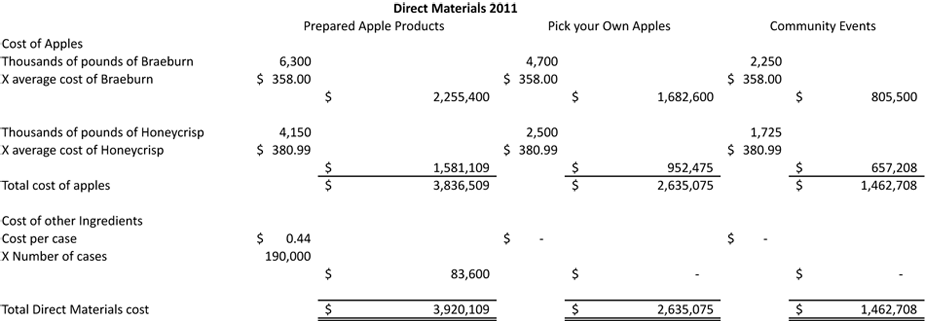 Direct Materials 2011
Prepared Apple Products Pick your Own Apples Community Events
Cost of Apples
Thousands of pounds of Braeburn 6,300 4,700 2,250
X average cost of Braeburn $ 358.00 $ 358.00 $ 358.00
$ 2,255,400 $ 1,682,600 $ 805,500
Thousands of pounds of Honeycrisp 4,150 2,500 1,725
X average cost of Honeycrisp $ 380.99 $ 380.99 $ 380.99
$ 1,581,109 $ 952,475 $ 657,208
Total cost of apples $ 3,836,509 $ 2,635,075 $ 1,462,708
Cost of other Ingredients
Cost per case $ 0.44 $ - $ -
X Number of cases 190,000
$ 83,600 $ - $ -
Total Direct Materials cost $ 3,920,109 $ 2,635,075 $ 1,462,708